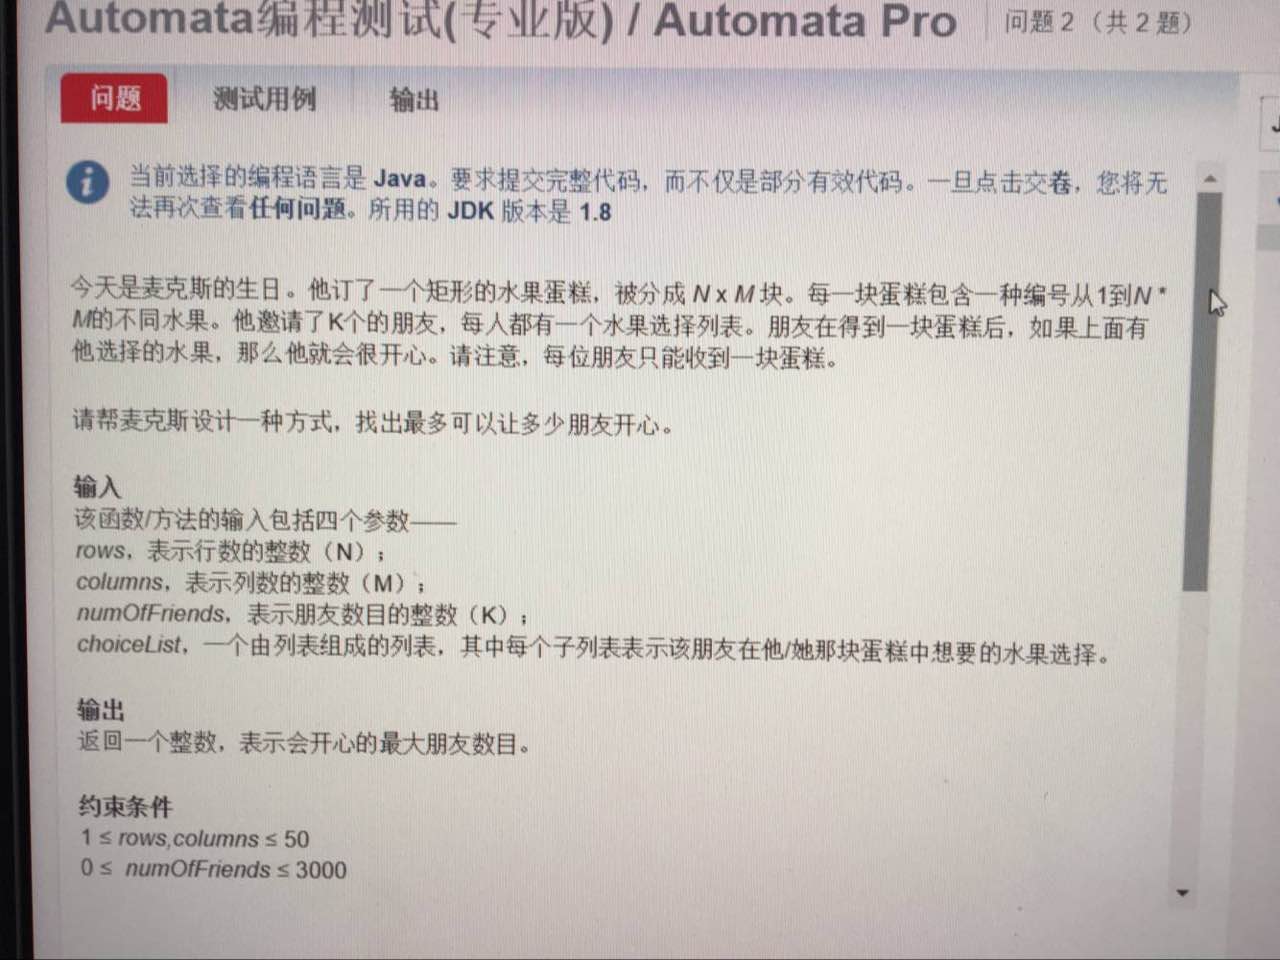 Automata编程测试(专业版) / Automata Pro
问题 2 （共 2 题）
问题 测试用例 输出
当前选择的编程语言是 Java。要求提交完整代码，而不仅是部分有效代码。一旦点击交卷，您将无
法再次查看任何问题。所用的 JDK 版本是 1.8
今天是麦克斯的生日。他订了一个矩形的水果蛋糕，被分成 N x M 块。每一块蛋糕包含一种编号从1到N *
M的不同水果。他邀请了K个的朋友，每人都有一个水果选择列表。朋友在得到一块蛋糕后，如果上面有
他选择的水果，那么他就会很开心。请注意，每位朋友只能收到一块蛋糕。
请帮麦克斯设计一种方式，找出最多可以让多少朋友开心。
输入
该函数/方法的输入包括四个参数——
rows，表示行数的整数（N）；
columns，表示列数的整数（M）；
numOfFriends，表示朋友数目的整数（K）；
choiceList，一个由列表组成的列表，其中每个子列表表示该朋友在他/她那块蛋糕中想要的水果选择。
输出
返回一个整数，表示会开心的最大朋友数目。
约束条件
1 ≤ rows,columns ≤ 50
0 ≤ numOfFriends ≤ 3000